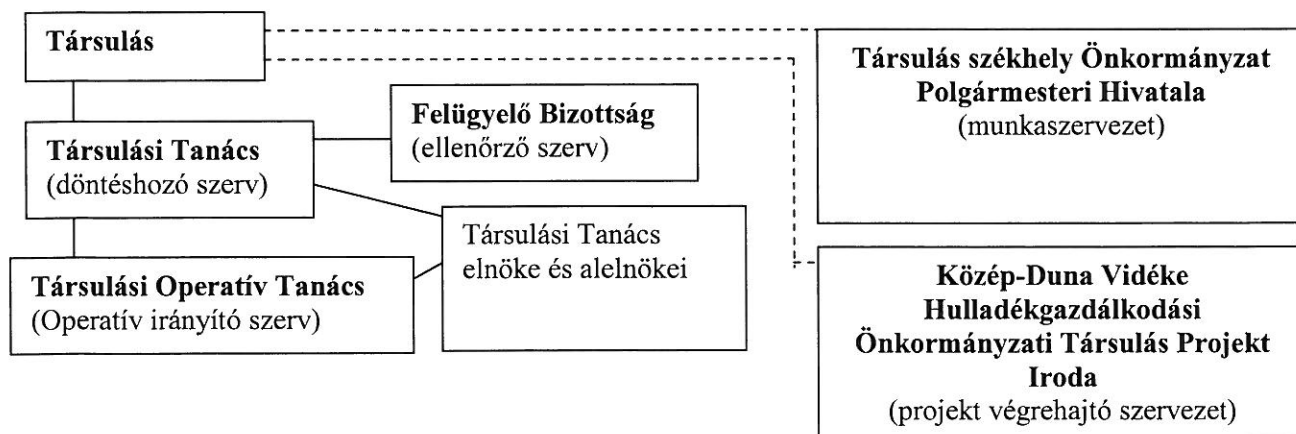 Társulás
Társulás székhely Önkormányzat
Polgármesteri Hivatala
(munkaszervezet)
Felügyelő Bizottság
(ellenőrző szerv)
Társulási Tanács
(döntéshozó szerv)
Társulási Tanács
elnöke és alelnökei
Társulási Operatív Tanács
(Operatív irányító szerv)
Közép-Duna Vidéke
Hulladékgazdálkodási
Önkormányzati Társulás Projekt
Iroda
(projekt végrehajtó szervezet)